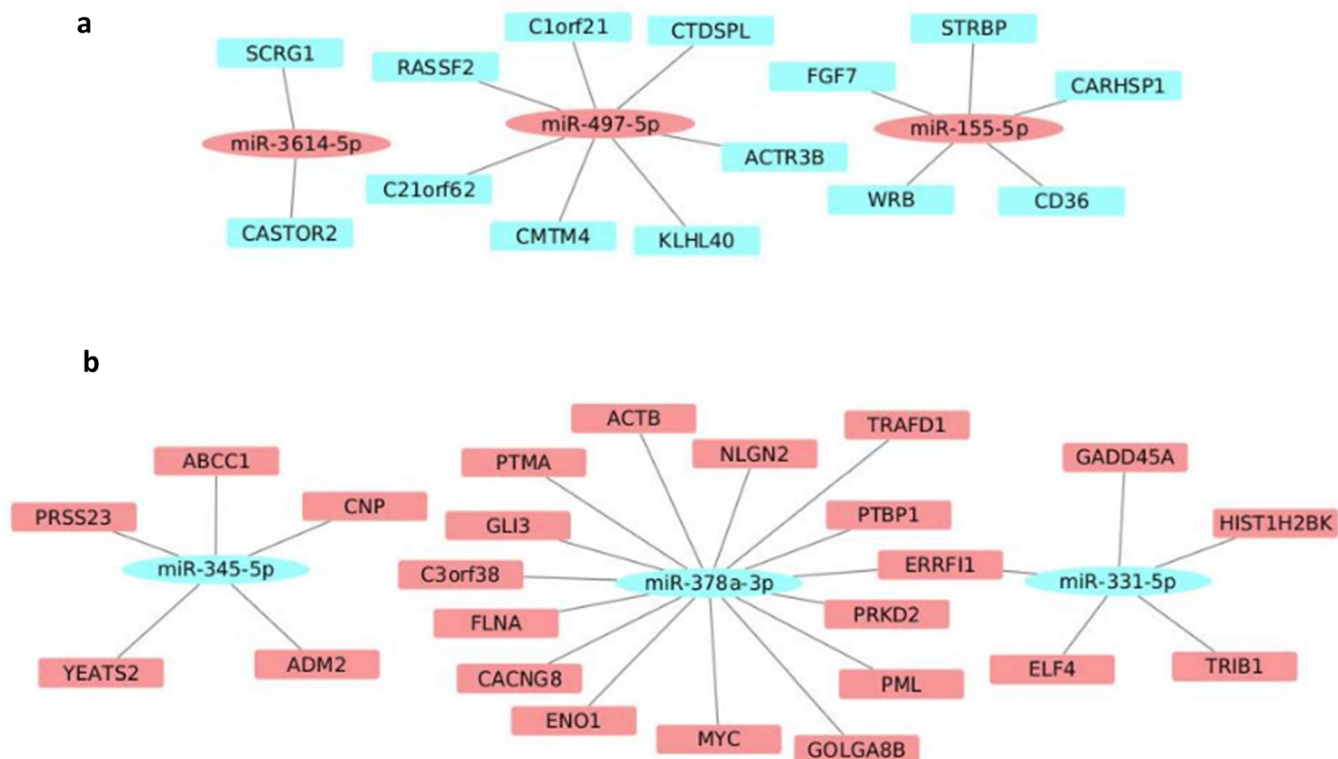 a
SCRG1
miR-3614-5p
CASTOR2
C1orf21
CTDSPL
RASSF2
miR-497-5p
ACTR3B
C21orf62
CMTM4
KLHL40
STRBP
FGF7
CARHSP1
miR-155-5p
WRB
CD36
b
ABCC1
PRSS23
CNP
miR-345-5p
YEATS2
ADM2
ACTB
TRAFD1
NLGN2
PTMA
GLI3
PTBP1
C3orf38
ERRFI1
miR-378a-3p
FLNA
PRKD2
CACNG8
PML
ENO1
MYC
GOLGA8B
GADD45A
HIST1H2BK
miR-331-5p
ELF4
TRIB1